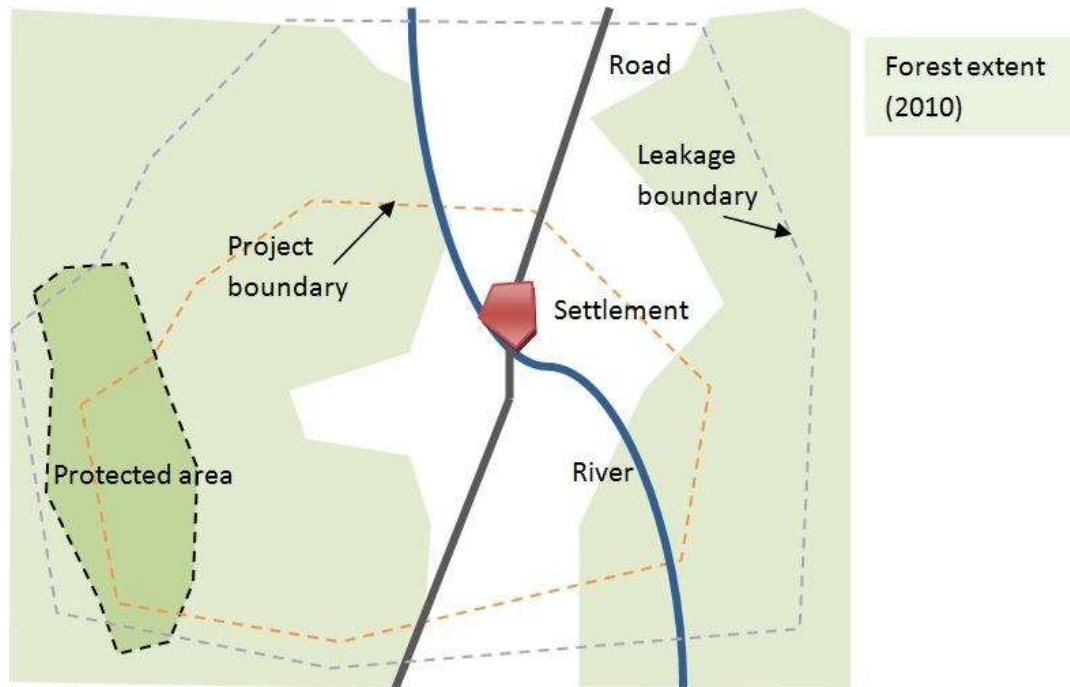 Road
Forest extent
(2010)
Leakage
boundary
Project
boundary
Settlement
Protected area
River